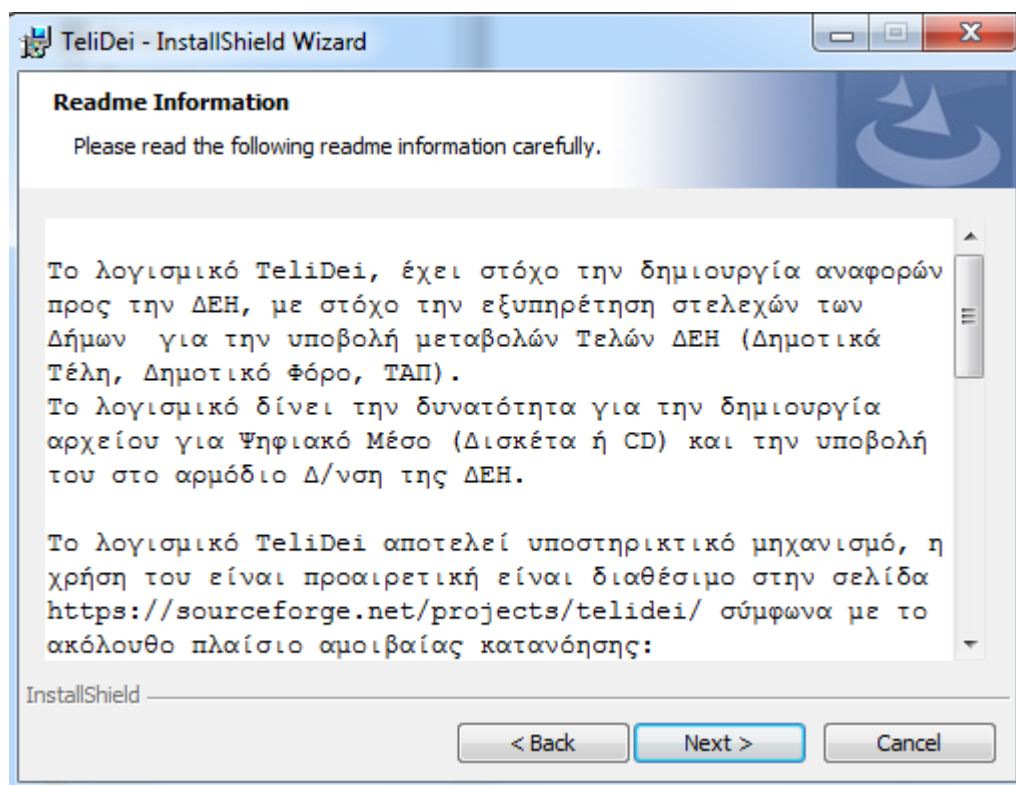 TeliDei - InstallShield Wizard
Readme Information
Please read the following readme information carefully.
Το λογισμικό TeliDei, έχει στόχο την δημιουργία αναφορών
προς την ΔΕΗ, με στόχο την εξυπηρέτηση στελεχών των
Δήμων  για την υποβολή μεταβολών Τελών ΔΕΗ (Δημοτικά
Τέλη, Δημοτικό Φόρο, ΤΑΠ).
Το λογισμικό δίνει την δυνατότητα για την δημιουργία
αρχείου για Ψηφιακό Μέσο (Δισκέτα ή CD) και την υποβολή
του στο αρμόδιο Δ/νση της ΔΕΗ.
Το λογισμικό TeliDei αποτελεί υποστηρικτικό μηχανισμό, η
χρήση του είναι προαιρετική είναι διαθέσιμο στην σελίδα
https://sourceforge.net/projects/telidei/ σύμφωνα με το
ακόλουθο πλαίσιο αμοιβαίας κατανόησης:
InstallShield
< Back
Next >
Cancel